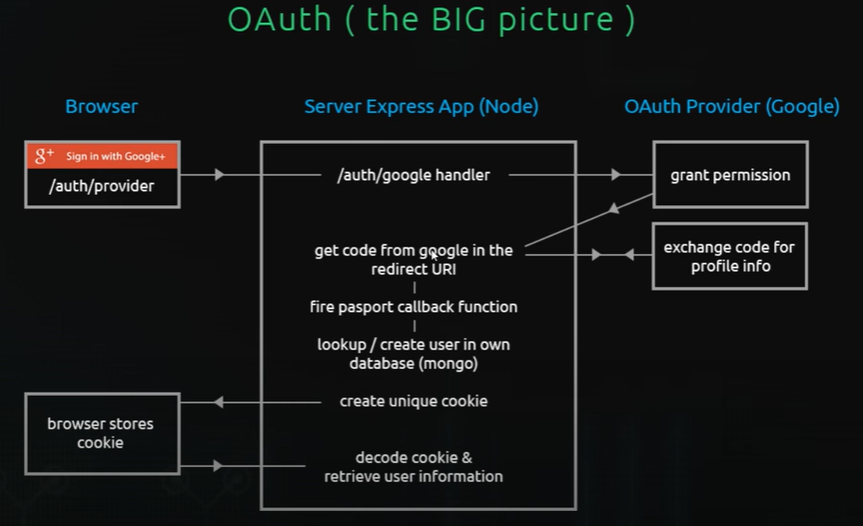 OAuth ( the BIG picture )
Browser
Server Express App (Node)
OAuth Provider (Google)
g+ Sign in with Google+
/auth/provider
/auth/google handler
grant permission
get code from google in the
redirect URI
exchange code for
profile info
fire pasport callback function
lookup / create user in own
database (mongo)
create unique cookie
browser stores
cookie
decode cookie &
retrieve user information